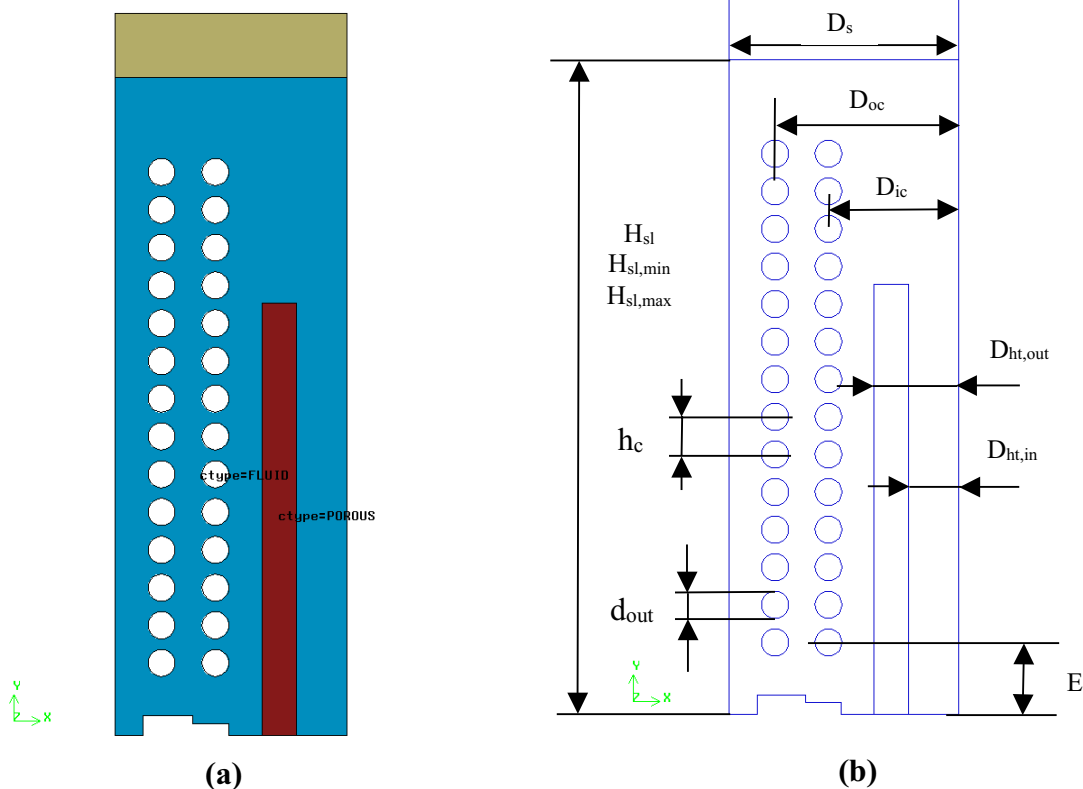 ctype=FLUID
ctype=POROUS
Y
Z X
(a)
Ds
Doc
Dic
Hsl
Hsl,min
Hsl,max
Dht,out
hc
Dht,in
dout
E
Y
Z X
(b)